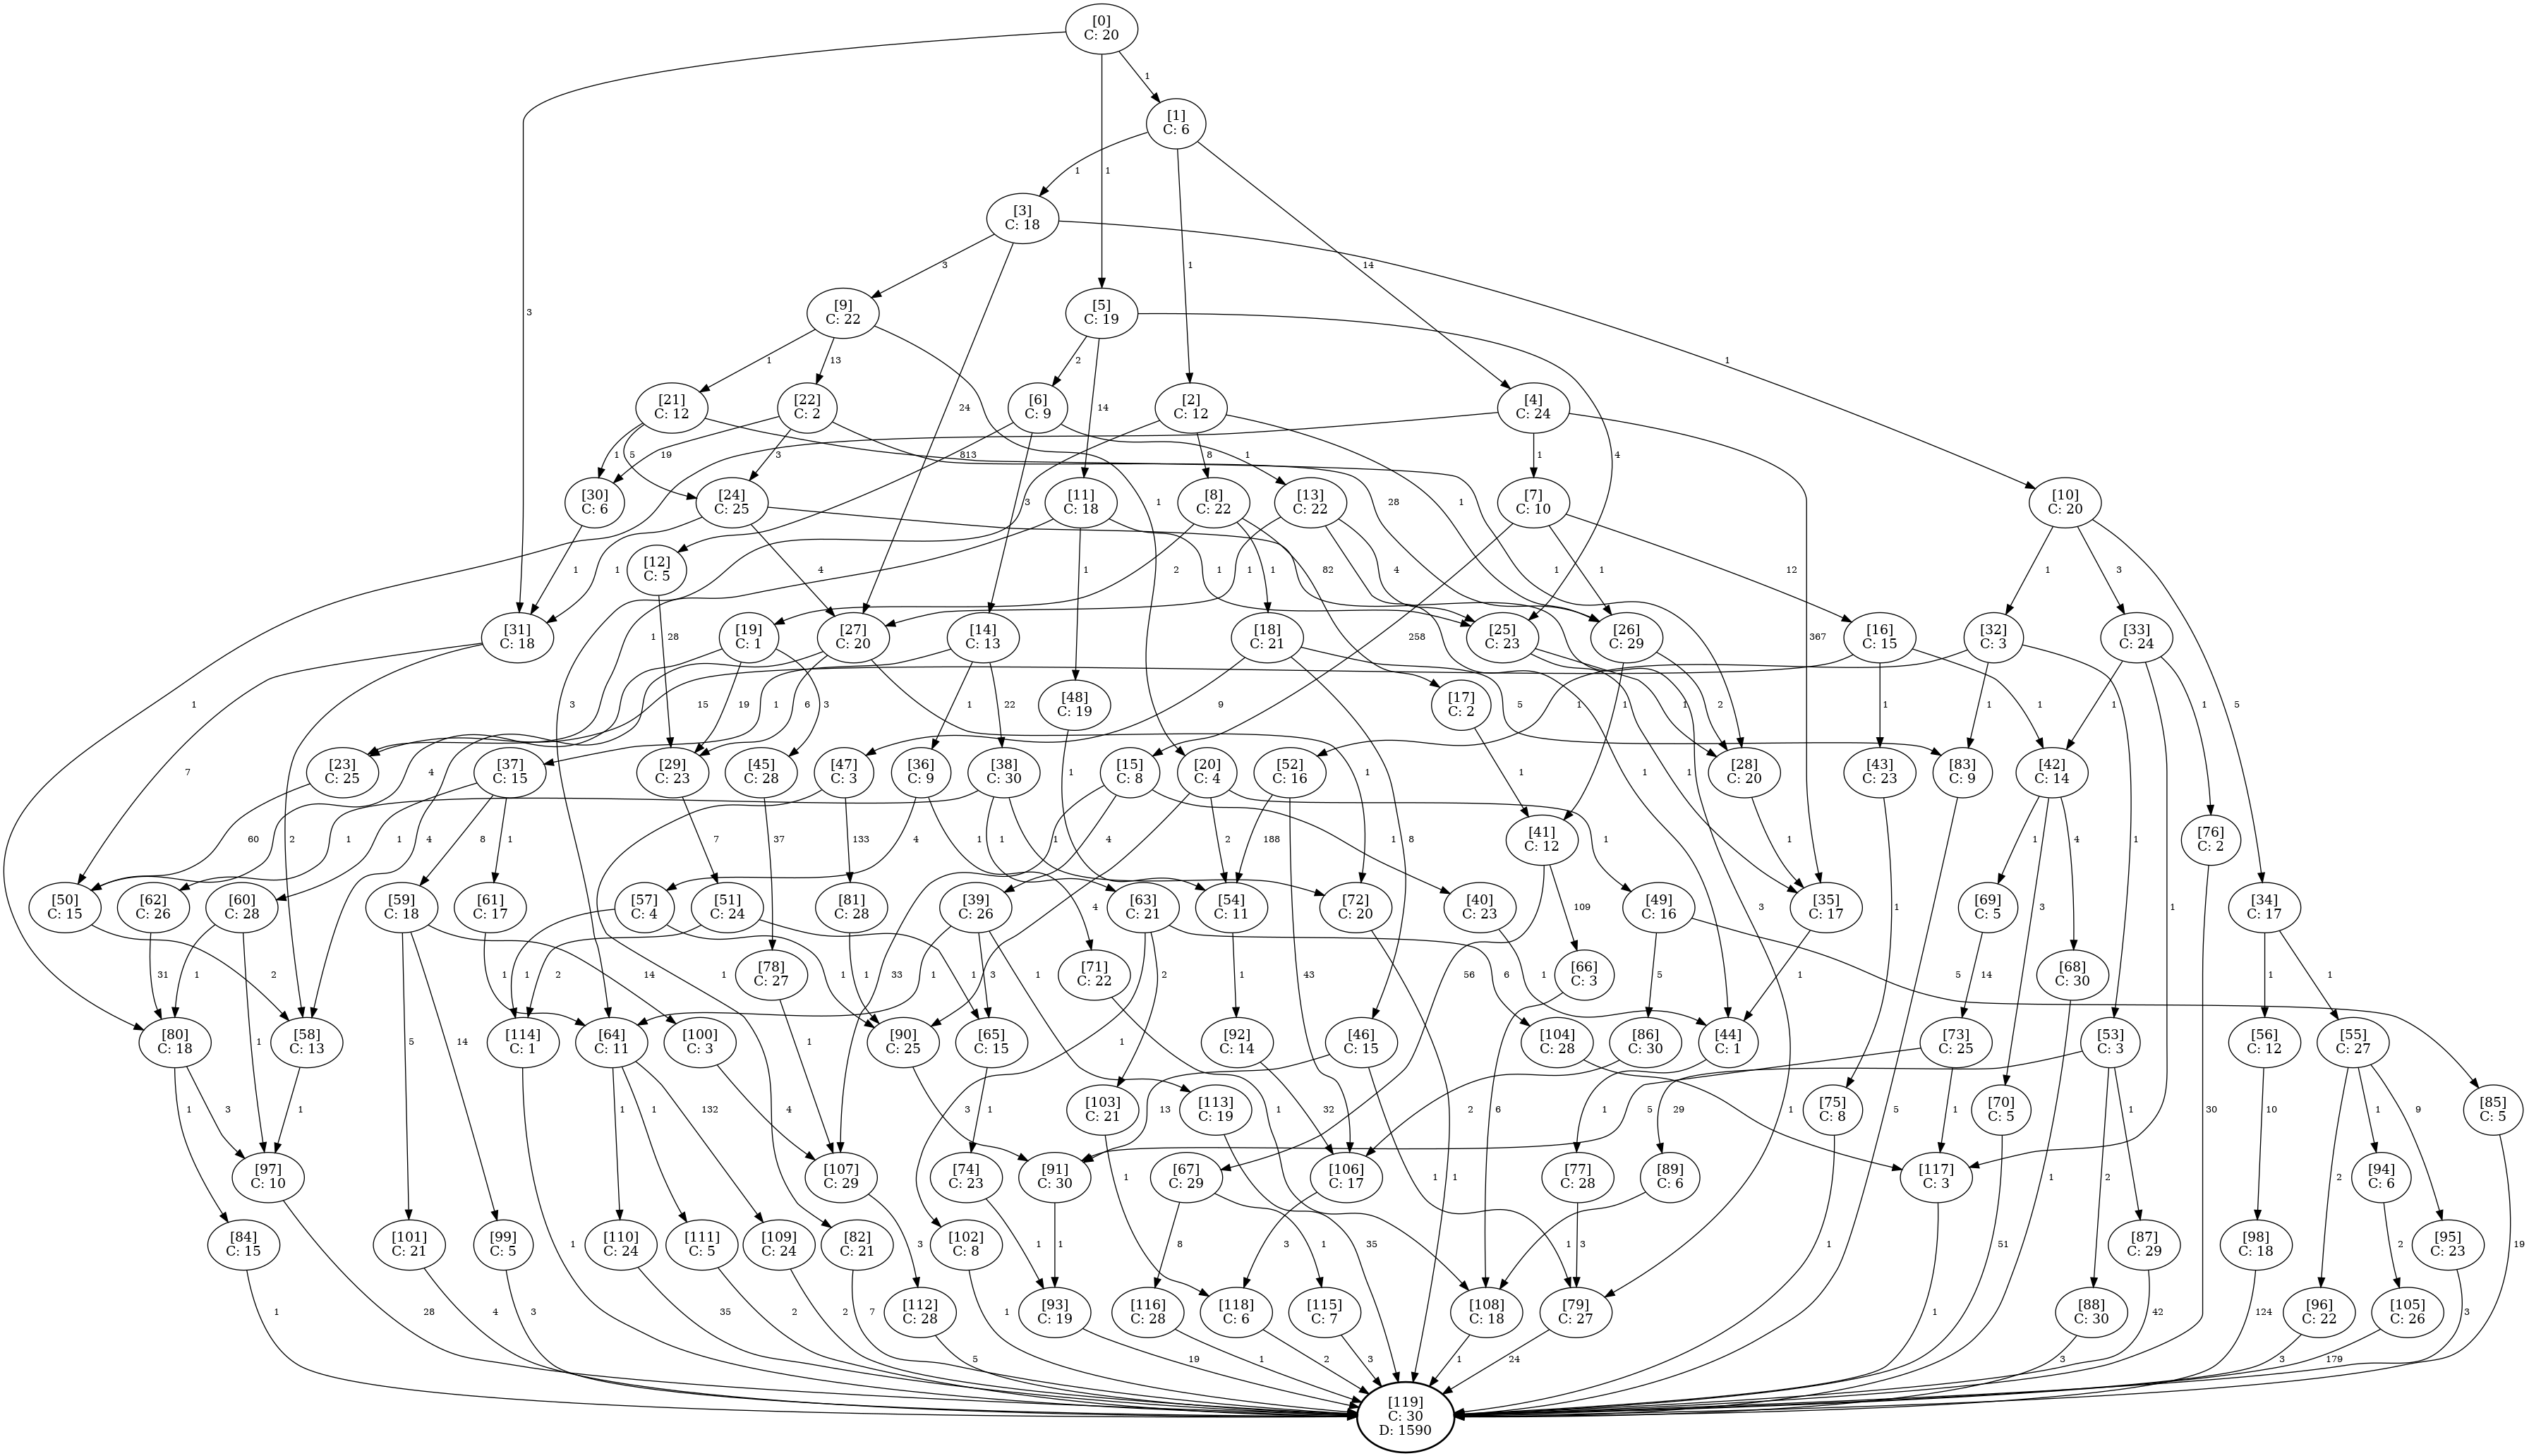 [0]
C: 20
1
[1]
C: 6
1
3
1
[3]
C: 18
1
14
3
[9]
C: 22
[5]
C: 19
1
13
2
24
14
4
1
[21]
C: 12
[22]
C: 2
[6]
C: 9
[2]
C: 12
[4]
C: 24
1
5
19
3
813
1
8
1
[30]
C: 6
[24]
C: 25
[11]
C: 18
3
1
[8]
C: 22
[13]
C: 22
28
1
[7]
C: 10
[10]
C: 20
[12]
C: 5
1
1
4
2
1
1
1
82
4
1
1
12
1
3
5
28
1
258
367
[31]
C: 18
[19]
C: 1
[27]
C: 20
[14]
C: 13
[18]
C: 21
[25]
C: 23
[26]
C: 29
[16]
C: 15
[32]
C: 3
[33]
C: 24
1
3
15
19
3
6
1
1
22
[48]
C: 19
9
5
[17]
C: 2
1
1
1
2
1
1
1
1
1
7
2
[23]
C: 25
4
4
[37]
C: 15
[29]
C: 23
[45]
C: 28
[47]
C: 3
[36]
C: 9
[38]
C: 30
1
1
[15]
C: 8
[20]
C: 4
[52]
C: 16
8
1
1
[28]
C: 20
[43]
C: 23
[83]
C: 9
[42]
C: 14
60
1
1
8
1
7
37
133
4
1
1
1
4
2
188
43
1
1
1
[41]
C: 12
1
1
3
4
1
1
[76]
C: 2
[50]
C: 15
[62]
C: 26
[60]
C: 28
[59]
C: 18
[61]
C: 17
[57]
C: 4
[51]
C: 24
[81]
C: 28
[39]
C: 26
[63]
C: 21
[54]
C: 11
[72]
C: 20
[40]
C: 23
[49]
C: 16
109
3
[35]
C: 17
[69]
C: 5
[34]
C: 17
2
31
1
1
5
14
14
1
1
2
1
[78]
C: 27
1
1
33
1
3
1
4
[71]
C: 22
2
1
6
1
56
1
5
[66]
C: 3
5
1
14
[68]
C: 30
1
1
[80]
C: 18
[58]
C: 13
[114]
C: 1
[64]
C: 11
[100]
C: 3
[90]
C: 25
[65]
C: 15
[92]
C: 14
[46]
C: 15
[104]
C: 28
[86]
C: 30
[44]
C: 1
[73]
C: 25
[53]
C: 3
[56]
C: 12
[55]
C: 27
1
3
1
1
1
132
1
4
3
1
[103]
C: 21
[113]
C: 19
32
13
1
2
6
1
1
5
29
[75]
C: 8
1
[70]
C: 5
2
1
10
2
1
9
[85]
C: 5
[97]
C: 10
[107]
C: 29
[74]
C: 23
[91]
C: 30
1
[67]
C: 29
[106]
C: 17
1
[77]
C: 28
[89]
C: 6
[117]
C: 3
5
30
[94]
C: 6
[84]
C: 15
[101]
C: 21
[99]
C: 5
[110]
C: 24
[111]
C: 5
[109]
C: 24
[82]
C: 21
3
[102]
C: 8
1
1
8
1
3
35
3
1
1
1
51
1
[87]
C: 29
[98]
C: 18
2
[95]
C: 23
19
1
28
4
3
1
35
2
2
7
[112]
C: 28
[93]
C: 19
[116]
C: 28
[118]
C: 6
[115]
C: 7
[108]
C: 18
[79]
C: 27
[88]
C: 30
42
124
[96]
C: 22
[105]
C: 26
3
5
1
19
1
2
3
1
24
3
3
179
[119]
C: 30
D: 1590